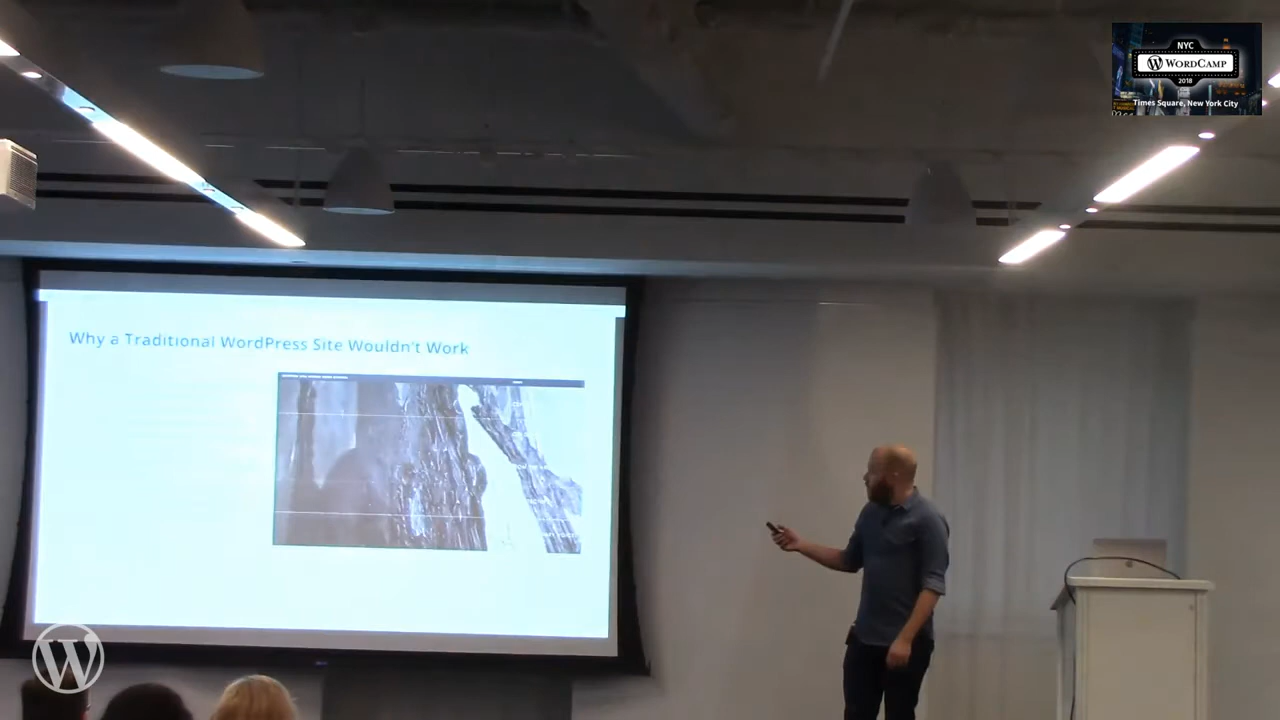 NYC
WORDCAMP
2018
Times Square, New York City
Why a Traditional WordPress Site Wouldn't Work